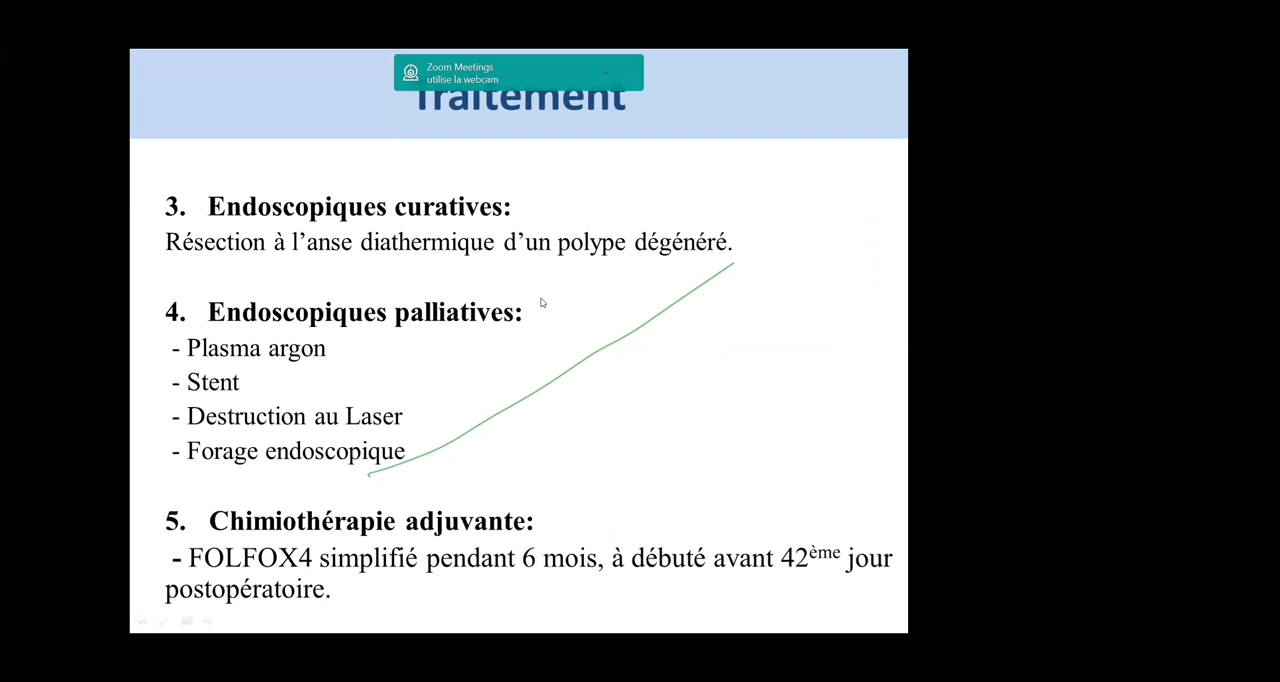 Zoom Meetings
utilise la webcam
Traitement
3. Endoscopiques curatives:
Résection à l’anse diathermique d’un polype dégénéré.
4. Endoscopiques palliatives:
- Plasma argon
- Stent
- Destruction au Laser
- Forage endoscopique
5. Chimiothérapie adjuvante:
- FOLFOX4 simplifié pendant 6 mois, à débuté avant 42ème jour
postopératoire.